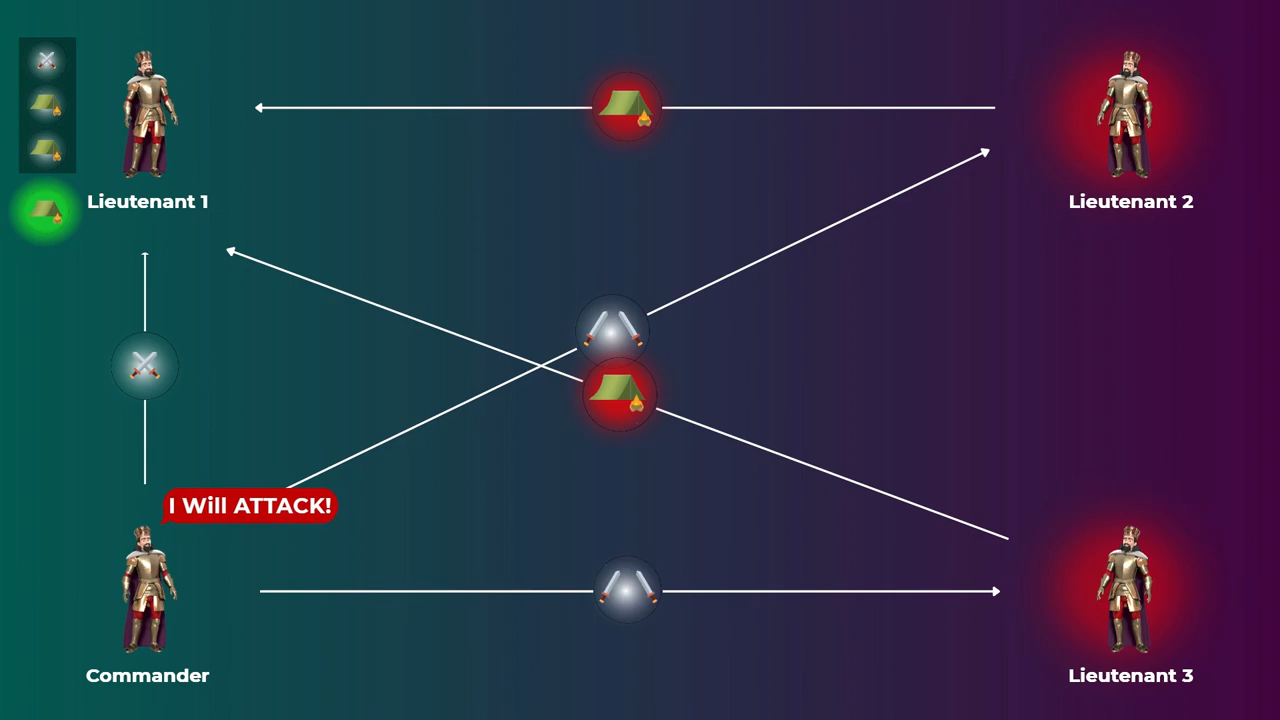 Lieutenant 1
Lieutenant 2
I Will ATTACK!
Commander
Lieutenant 3